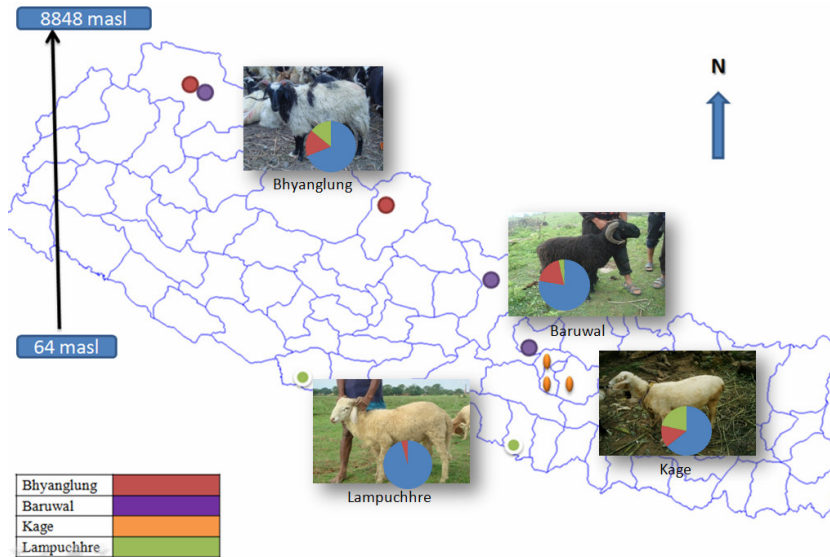 8848 masl
N
Bhyanglung
Baruwal
64 masl
Kage
Lampuchhre
Bhyanglung
Baruwal
Kage
Lampuchhre